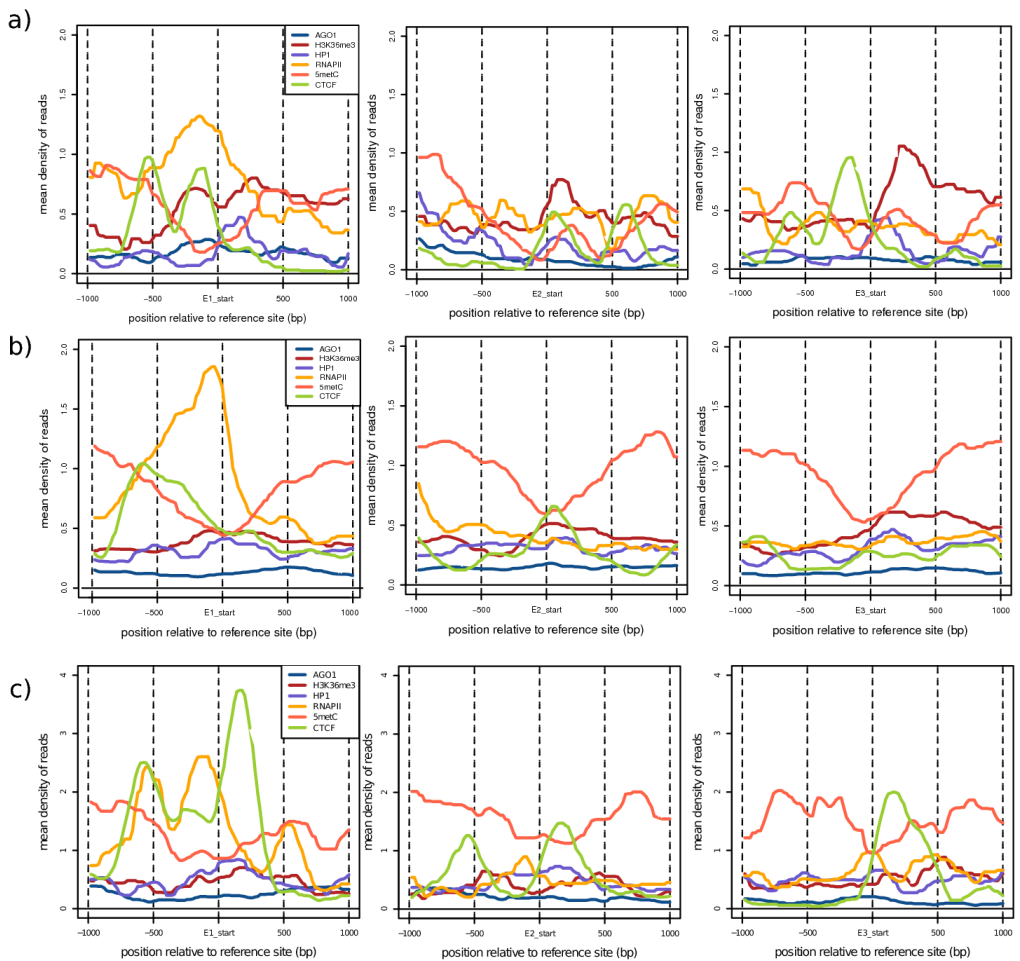 a)
AGO1
H3K36me3
HP1
RNAPII
5metC
CTCF
mean density of reads
0.0 0.5 1.0 1.5 2.0
−1000 −500 E1_start 500 1000
position relative to reference site (bp)
mean density of reads
0.0 0.5 1.0 1.5 2.0
−1000 −500 E2_start 500 1000
position relative to reference site (bp)
mean density of reads
0.0 0.5 1.0 1.5 2.0
−1000 −500 E3_start 500 1000
position relative to reference site (bp)
b)
AGO1
H3K36me3
HP1
RNAPII
5metC
CTCF
mean density of reads
0.0 0.5 1.0 1.5 2.0
−1000 −500 E1_start 500 1000
position relative to reference site (bp)
mean density of reads
0.0 0.5 1.0 1.5 2.0
−1000 −500 E2_start 500 1000
position relative to reference site (bp)
mean density of reads
0.0 0.5 1.0 1.5 2.0
−1000 −500 E3_start 500 1000
position relative to reference site (bp)
c)
AGO1
H3K36me3
HP1
RNAPII
5metC
CTCF
mean density of reads
0 1 2 3 4
−1000 −500 E1_start 500 1000
position relative to reference site (bp)
mean density of reads
0 1 2 3 4
−1000 −500 E2_start 500 1000
position relative to reference site (bp)
mean density of reads
0 1 2 3 4
−1000 −500 E3_start 500 1000
position relative to reference site (bp)